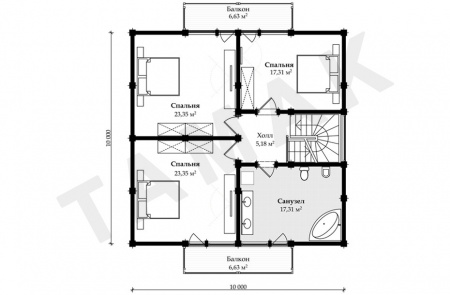 Балкон
6,63 м²
Спальня
17,31 м²
Спальня
23,35 м²
Холл
5,18 м²
Спальня
23,35 м²
Санузел
17,31 м²
Балкон
6,63 м²
10 000
10 000
ТАМАК